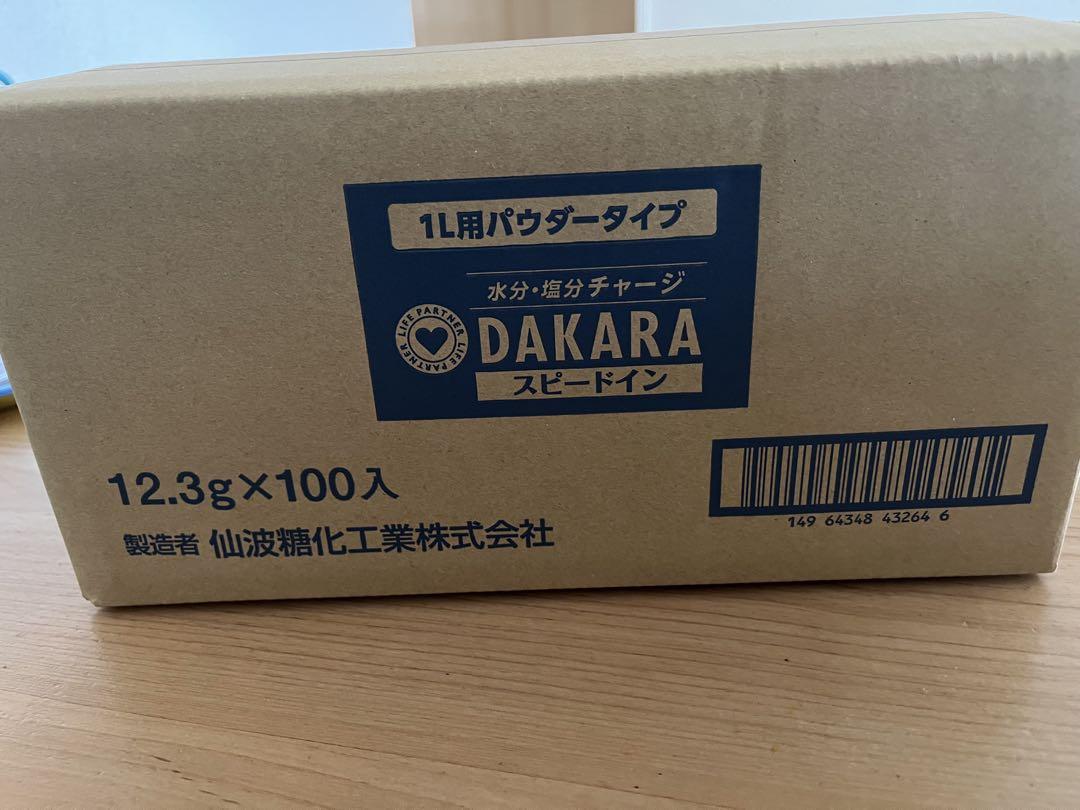 1L用パウダータイプ
水分・塩分チャージ
LIFE PARTNER LIFE PARTNER
DAKARA
スピードイン
12.3g×100入
製造者 仙波糖化工業株式会社
149 64348 43264 6